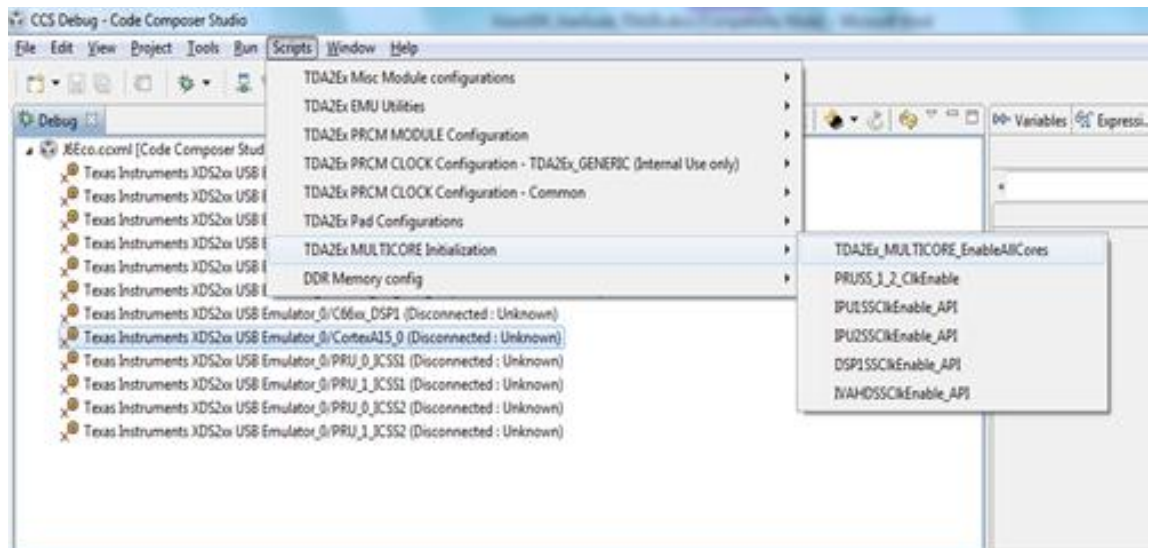 CCS Debug - Code Composer Studio
File Edit View Project Tools Run Scripts Window Help
TDA2Ex Misc Module configurations
TDA2Ex EMU Utilities
TDA2Ex PRCM MODULE Configuration
TDA2Ex PRCM CLOCK Configuration - TDA2Ex_GENERIC (Internal Use only)
TDA2Ex PRCM CLOCK Configuration - Common
TDA2Ex Pad Configurations
TDA2Ex MULTICORE Initialization
DDR Memory config
TDA2Ex_MULTICORE_EnableAllCores
PRUSS_1_2_ClkEnable
IPU1SSClkEnable_API
IPU2SSClkEnable_API
DSP1SSClkEnable_API
IVAHDSSClkEnable_API
Debug
Variables Expressi...
J6Eco.ccxml [Code Composer Stud
Texas Instruments XDS2xx USB E
Texas Instruments XDS2xx USB E
Texas Instruments XDS2xx USB E
Texas Instruments XDS2xx USB E
Texas Instruments XDS2xx USB E
Texas Instruments XDS2xx USB E
Texas Instruments XDS2xx USB Emulator_0/C66xx_DSP1 (Disconnected : Unknown)
Texas Instruments XDS2xx USB Emulator_0/CortexA15_0 (Disconnected : Unknown)
Texas Instruments XDS2xx USB Emulator_0/PRU_0_ICSS1 (Disconnected : Unknown)
Texas Instruments XDS2xx USB Emulator_0/PRU_1_ICSS1 (Disconnected : Unknown)
Texas Instruments XDS2xx USB Emulator_0/PRU_0_ICSS2 (Disconnected : Unknown)
Texas Instruments XDS2xx USB Emulator_0/PRU_1_ICSS2 (Disconnected : Unknown)